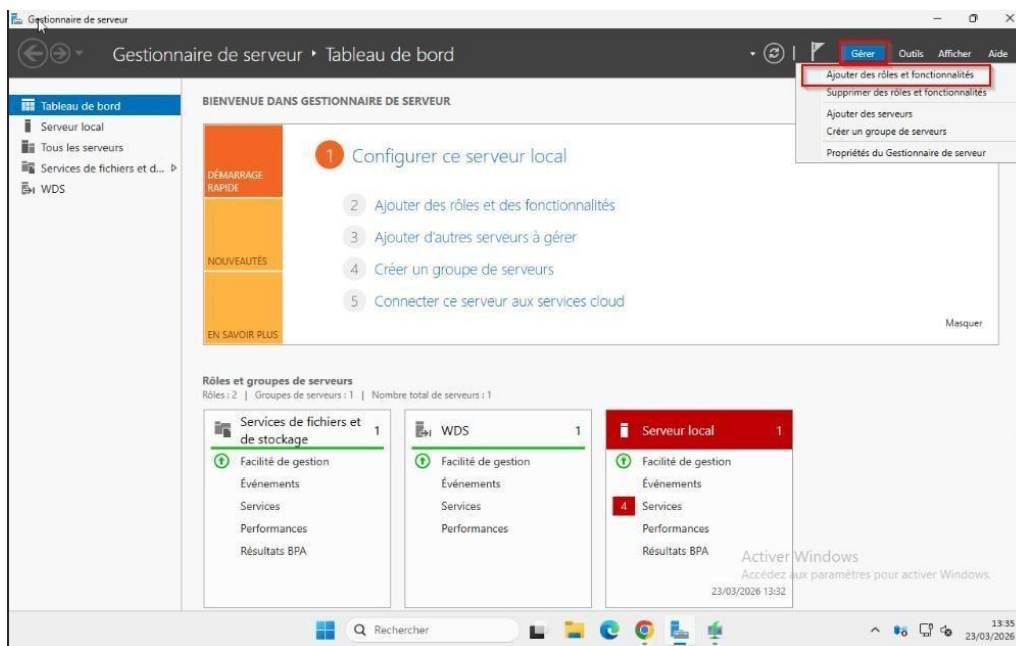 Gestionnaire de serveur
Gestionnaire de serveur ‣ Tableau de bord
Gérer Outils Afficher Aide
Ajouter des rôles et fonctionnalités
Supprimer des rôles et fonctionnalités
Ajouter des serveurs
Créer un groupe de serveurs
Propriétés du Gestionnaire de serveur
Tableau de bord
Serveur local
Tous les serveurs
Services de fichiers et d...
WDS
BIENVENUE DANS GESTIONNAIRE DE SERVEUR
DÉMARRAGE
RAPIDE
NOUVEAUTÉS
EN SAVOIR PLUS
1 Configurer ce serveur local
2 Ajouter des rôles et des fonctionnalités
3 Ajouter d'autres serveurs à gérer
4 Créer un groupe de serveurs
5 Connecter ce serveur aux services cloud
Masquer
Rôles et groupes de serveurs
Rôles : 2 | Groupes de serveurs : 1 | Nombre total de serveurs : 1
Services de fichiers et
de stockage
1
Facilité de gestion
Événements
Services
Performances
Résultats BPA
WDS 1
Facilité de gestion
Événements
Services
Performances
Serveur local 1
Facilité de gestion
Événements
4 Services
Performances
Résultats BPA
23/03/2026 13:32
Activer Windows
Accédez aux paramètres pour activer Windows.
Rechercher
13:35
23/03/2026